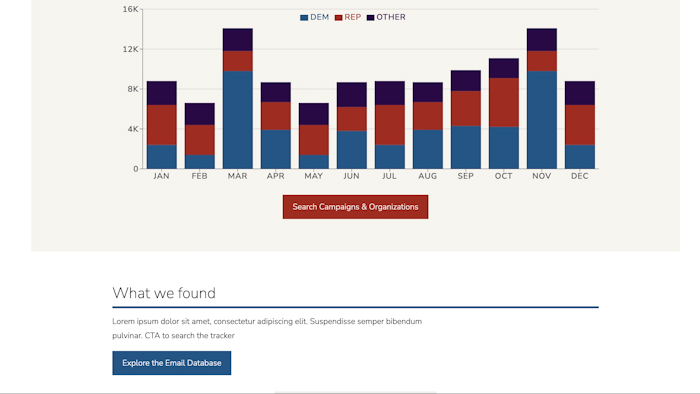 16K
DEM REP OTHER
12K
8K
4K
0
JAN FEB MAR APR MAY JUN JUL AUG SEP OCT NOV DEC
Search Campaigns & Organizations
What we found
Lorem ipsum dolor sit amet, consectetur adipiscing elit. Suspendisse semper bibendum
pulvinar. CTA to search the tracker
Explore the Email Database